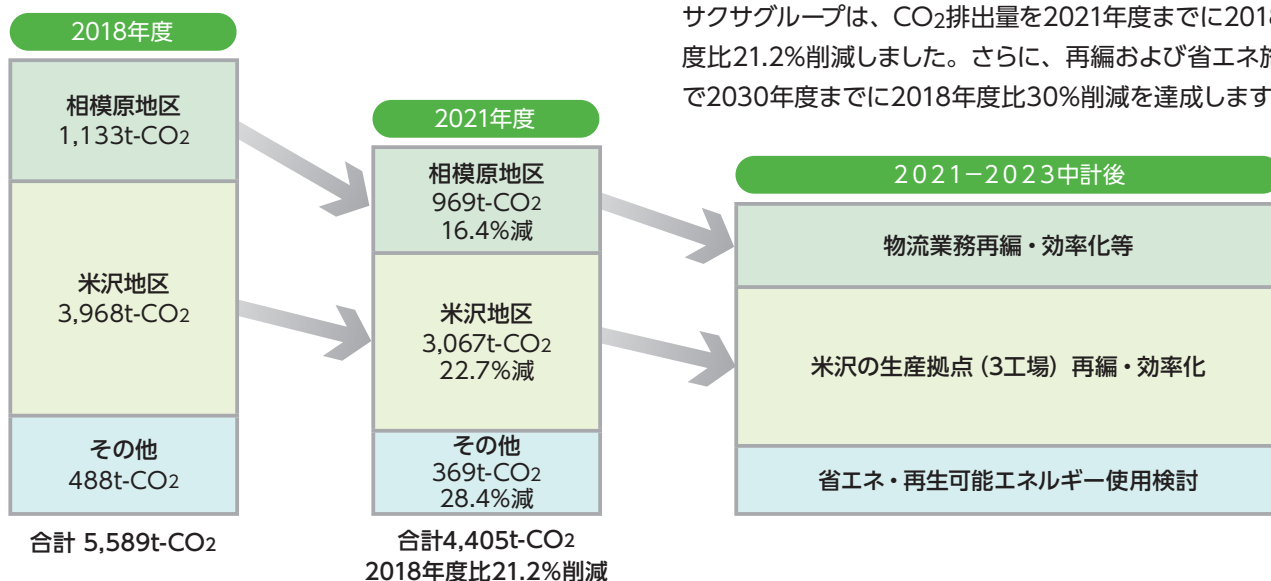 サクサグループは、CO2排出量を2021年度までに2018
度比21.2%削減しました。さらに、再編および省エネ施
で2030年度までに2018年度比30%削減を達成します
2018年度
相模原地区
1,133t-CO2
米沢地区
3,968t-CO2
その他
488t-CO2
合計 5,589t-CO2
2021年度
相模原地区
969t-CO2
16.4%減
米沢地区
3,067t-CO2
22.7%減
その他
369t-CO2
28.4%減
合計4,405t-CO2
2018年度比21.2%削減
2021−2023中計後
物流業務再編・効率化等
米沢の生産拠点（3工場）再編・効率化
省エネ・再生可能エネルギー使用検討